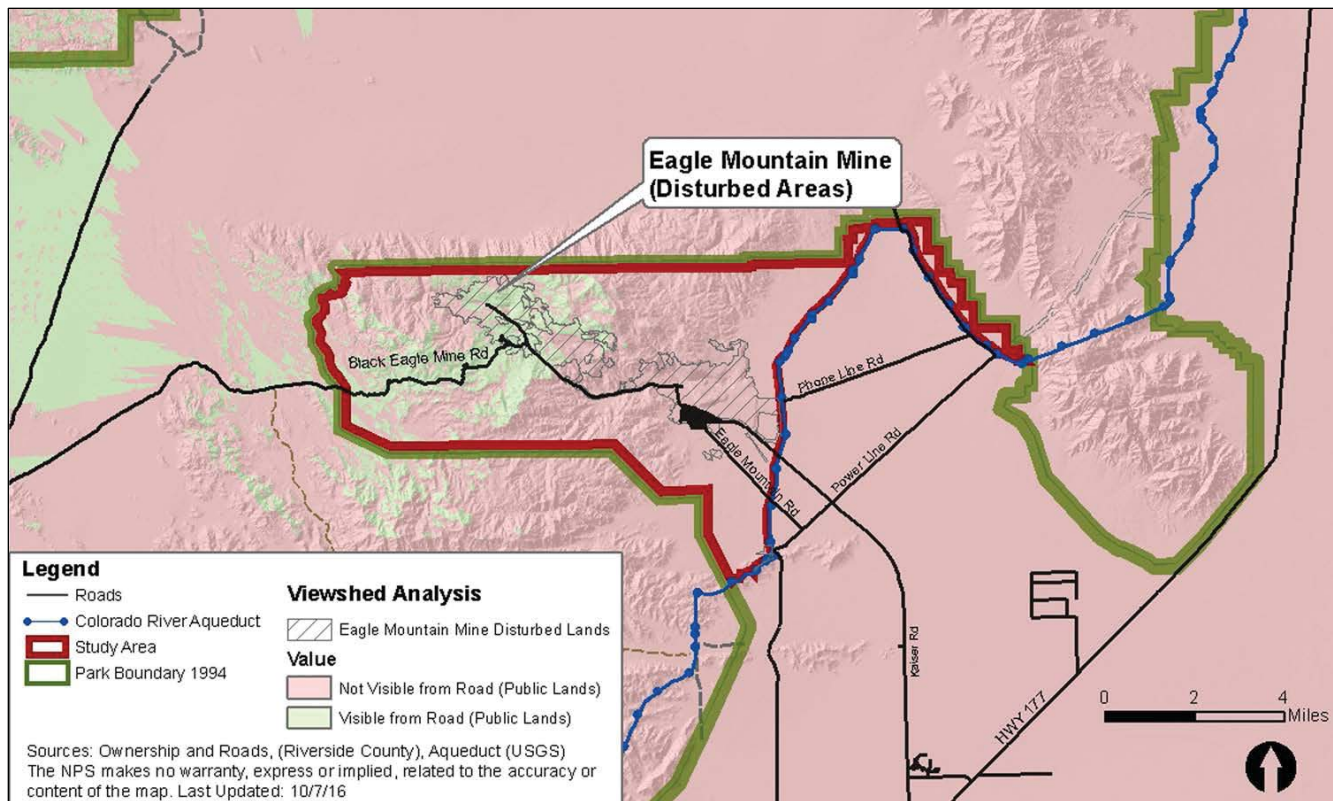 Eagle Mountain Mine
(Disturbed Areas)
Black Eagle Mine Rd
Phone Line Rd
Eagle Mountain Rd
Power Line Rd
Kaiser Rd
HWY 177
Legend
Roads
Colorado River Aqueduct
Study Area
Park Boundary 1994
Viewshed Analysis
Eagle Mountain Mine Disturbed Lands
Value
Not Visible from Road (Public Lands)
Visible from Road (Public Lands)
Sources: Ownership and Roads, (Riverside County), Aqueduct (USGS)
The NPS makes no warranty, express or implied, related to the accuracy or
content of the map. Last Updated: 10/7/16
0 2 4
Miles